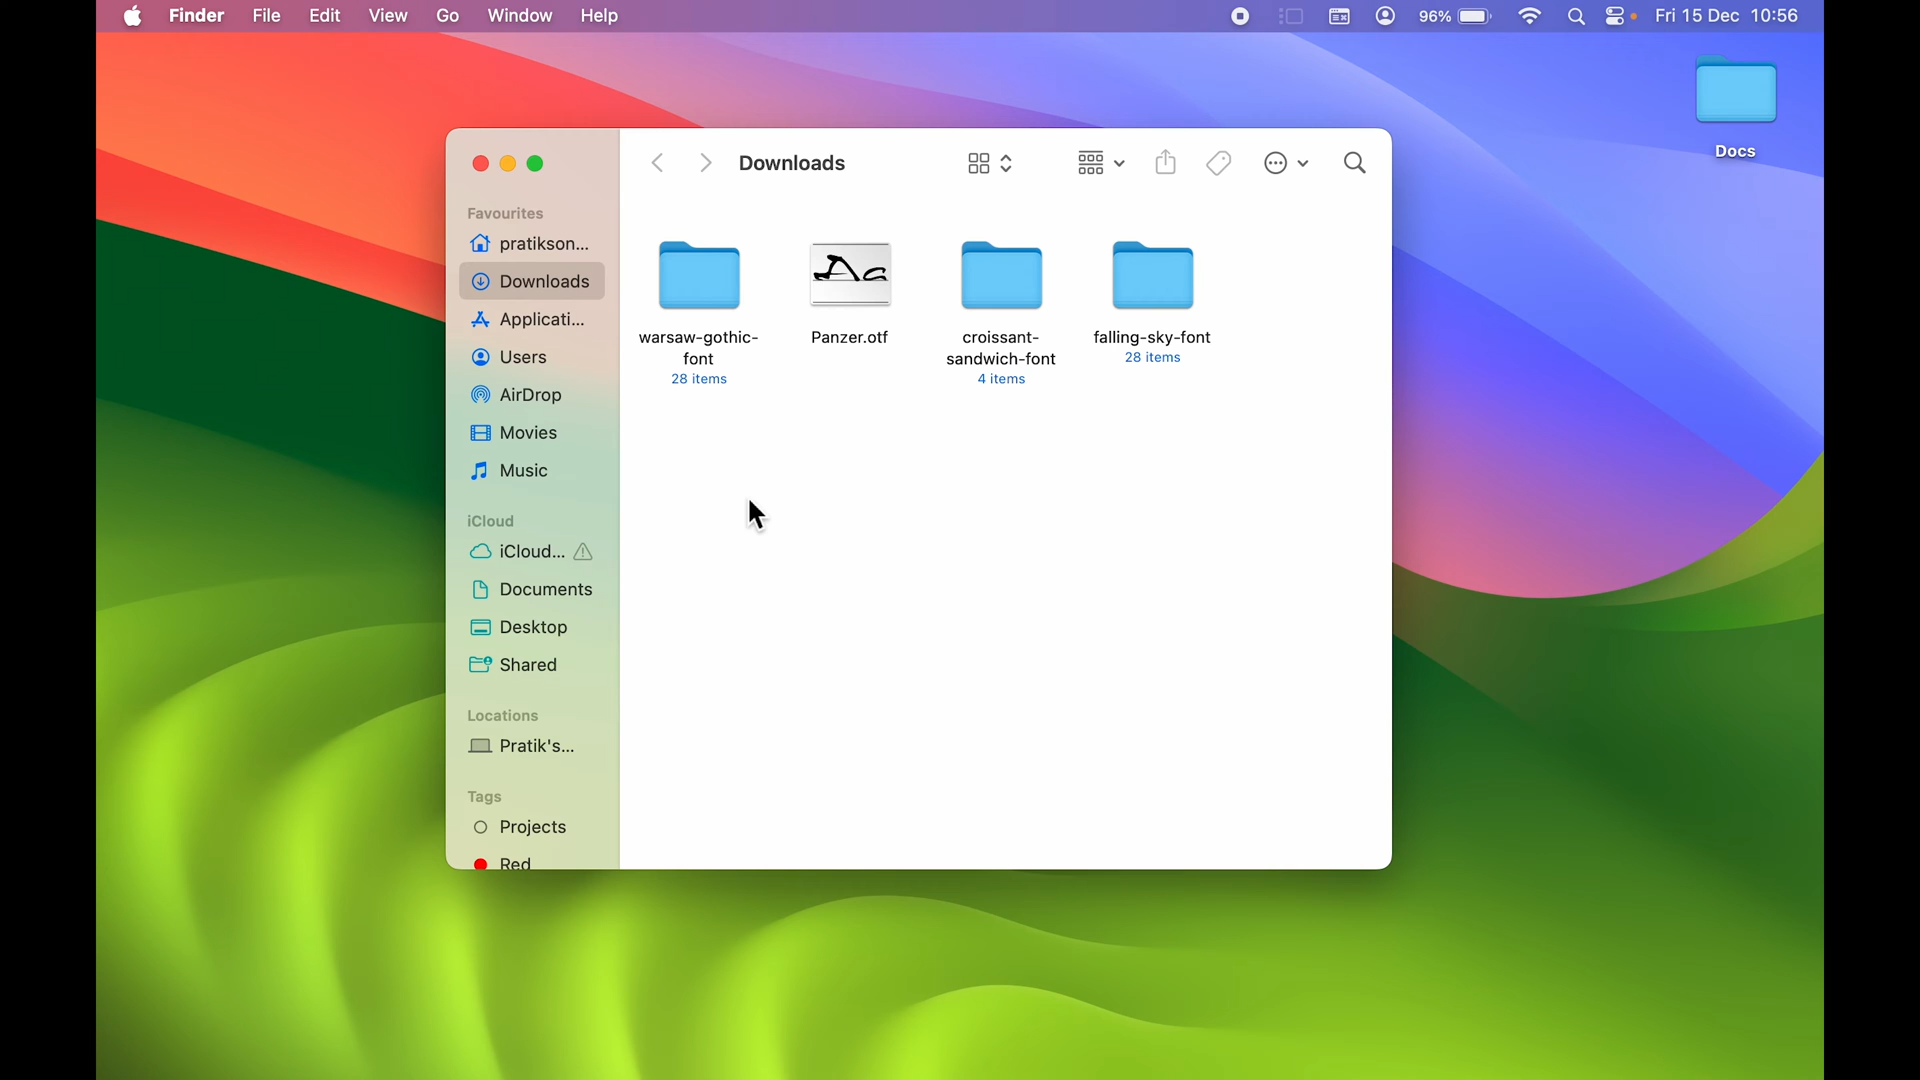 Finder File Edit View Go Window Help 96% Fri 15 Dec 10:56
Docs
Downloads
Favourites
pratikson...
Downloads
Applicati...
Users
AirDrop
Movies
Music
iCloud
iCloud...
Documents
Desktop
Shared
Locations
Pratik's...
Tags
Projects
Red
warsaw-gothic-
font
28 items
Aa
Panzer.otf
croissant-
sandwich-font
4 items
falling-sky-font
28 items